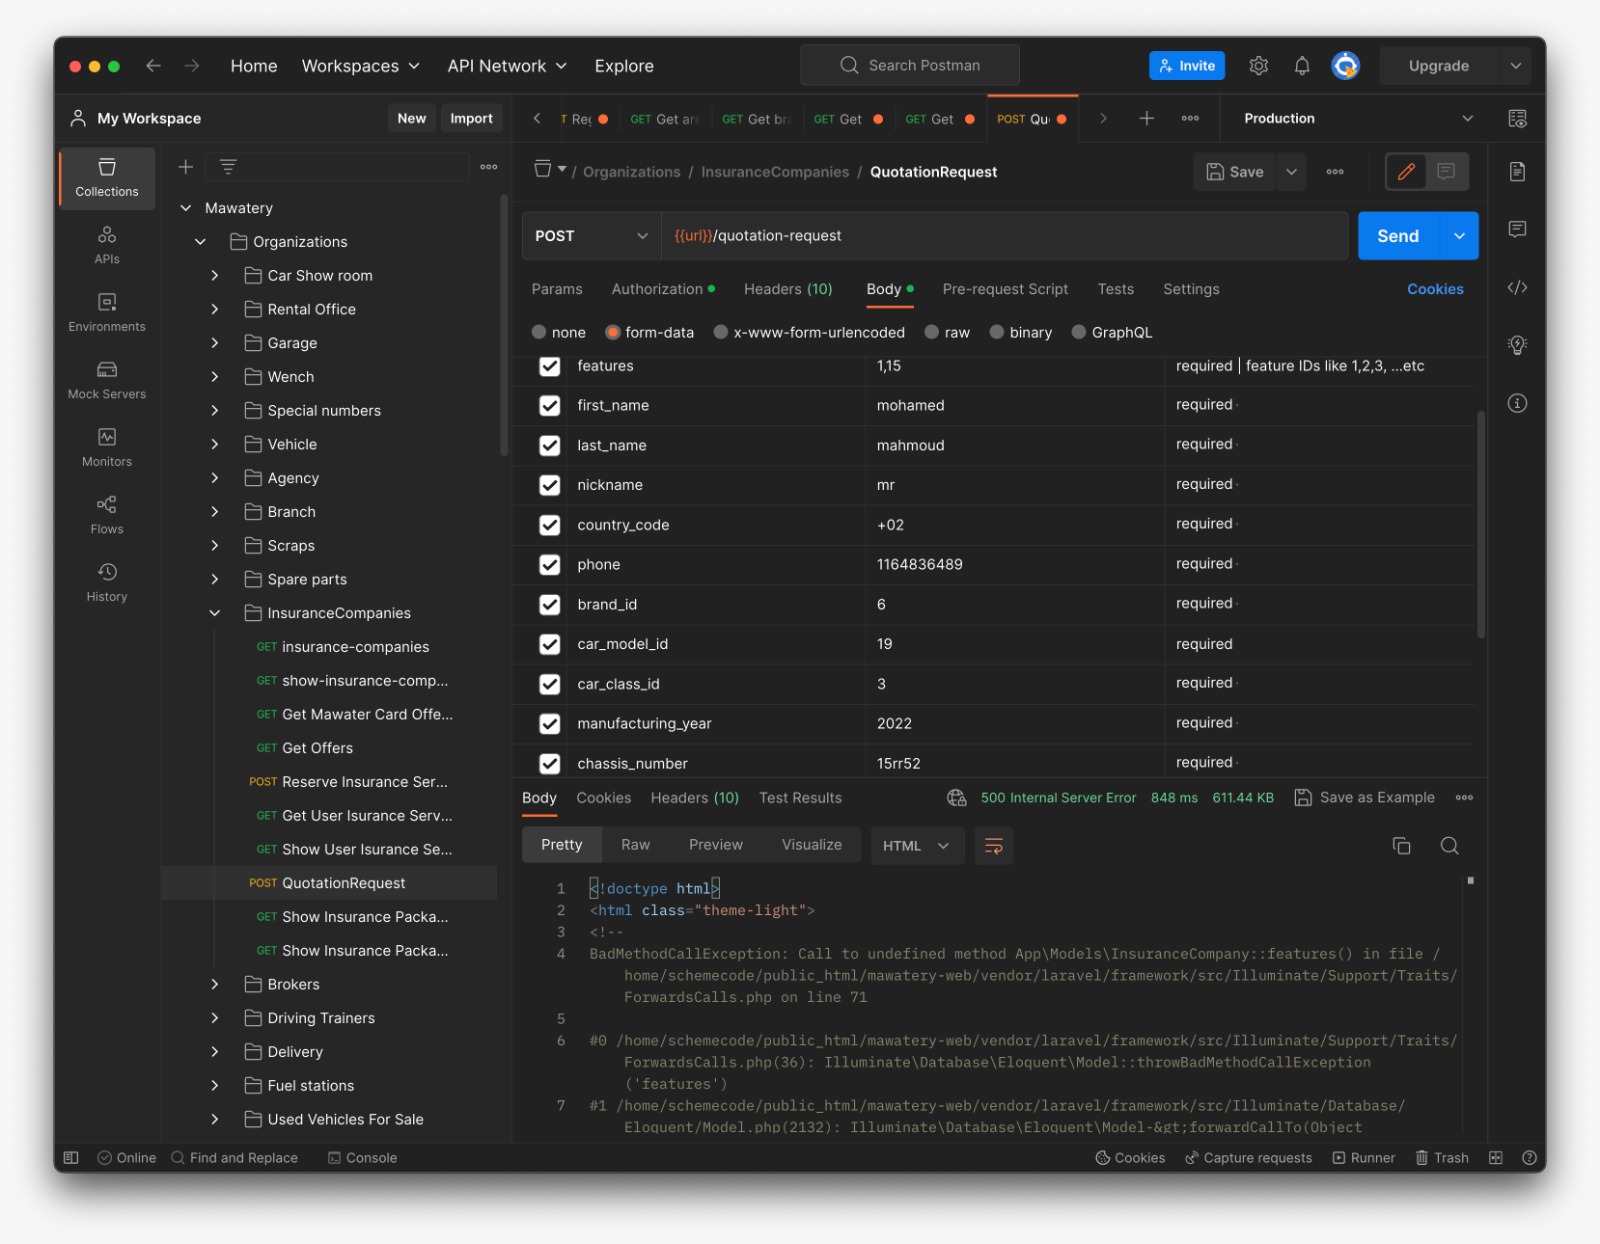 Home
Workspaces
API Network
Explore
Search Postman
Invite
Upgrade
My Workspace
New
Import
Reg
GET Get are
GET Get bra
GET Get
GET Get
POST Qu
Production
Collections
APIs
Environments
Mock Servers
Monitors
Flows
History
Mawatery
Organizations
Car Show room
Rental Office
Garage
Wench
Special numbers
Vehicle
Agency
Branch
Scraps
Spare parts
InsuranceCompanies
GET insurance-companies
GET show-insurance-comp...
GET Get Mawater Card Offe...
GET Get Offers
POST Reserve Insurance Ser...
GET Get User Isurance Serv...
GET Show User Isurance Se...
POST QuotationRequest
GET Show Insurance Packa...
GET Show Insurance Packa...
Brokers
Driving Trainers
Delivery
Fuel stations
Used Vehicles For Sale
/ Organizations / InsuranceCompanies / QuotationRequest
Save
POST
{{url}}/quotation-request
Send
Params
Authorization
Headers (10)
Body
Pre-request Script
Tests
Settings
Cookies
none
form-data
x-www-form-urlencoded
raw
binary
GraphQL
features 1,15 required | feature IDs like 1,2,3, ...etc
first_name mohamed required
last_name mahmoud required
nickname mr required
country_code +02 required
phone 1164836489 required
brand_id 6 required
car_model_id 19 required
car_class_id 3 required
manufacturing_year 2022 required
chassis_number 15rr52 required
Body
Cookies
Headers (10)
Test Results
500 Internal Server Error
848 ms
611.44 KB
Save as Example
Pretty
Raw
Preview
Visualize
HTML
1 <!doctype html>
2 <html class="theme-light">
3 <!--
4 BadMethodCallException: Call to undefined method App\Models\InsuranceCompany::features() in file /
home/schemecode/public_html/mawatery-web/vendor/laravel/framework/src/Illuminate/Support/Traits/
ForwardsCalls.php on line 71
5
6 #0 /home/schemecode/public_html/mawatery-web/vendor/laravel/framework/src/Illuminate/Support/Traits/
ForwardsCalls.php(36): Illuminate\Database\Eloquent\Model::throwBadMethodCallException
('features')
7 #1 /home/schemecode/public_html/mawatery-web/vendor/laravel/framework/src/Illuminate/Database/
Eloquent/Model.php(2132): Illuminate\Database\Eloquent\Model-&gt;forwardCallTo(Object
Online
Find and Replace
Console
Cookies
Capture requests
Runner
Trash